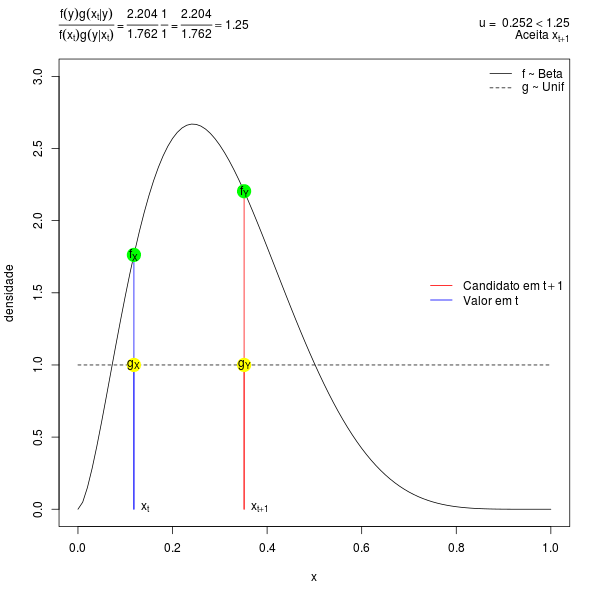 f(y)g(xₜ|y) / f(xₜ)g(y|xₜ) = 2.204 1 / 1.762 1 = 2.204 / 1.762 = 1.25
u = 0.252 < 1.25
Aceita xₜ₊₁
f ~ Beta
g ~ Unif
Candidato em t+1
Valor em t
densidade
3.0
2.5
2.0
1.5
1.0
0.5
0.0
fX
fY
gX
gY
xₜ
xₜ₊₁
0.0 0.2 0.4 0.6 0.8 1.0
x